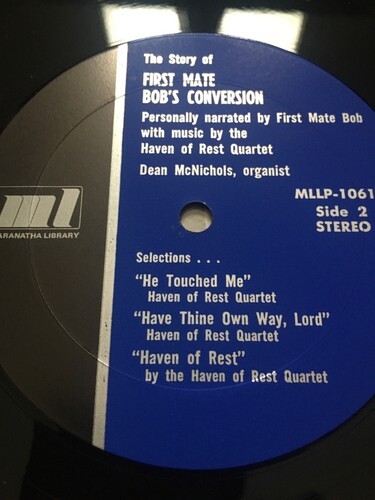 The Story of
FIRST MATE
BOB'S CONVERSION
Personally narrated by First Mate Bob
with music by the
Haven of Rest Quartet
Dean McNichols, organist
MLLP-1061
Side 2
STEREO
ml
ARANATHA LIBRARY
Selections . . .
"He Touched Me"
Haven of Rest Quartet
"Have Thine Own Way, Lord"
Haven of Rest Quartet
"Haven of Rest"
by the Haven of Rest Quartet